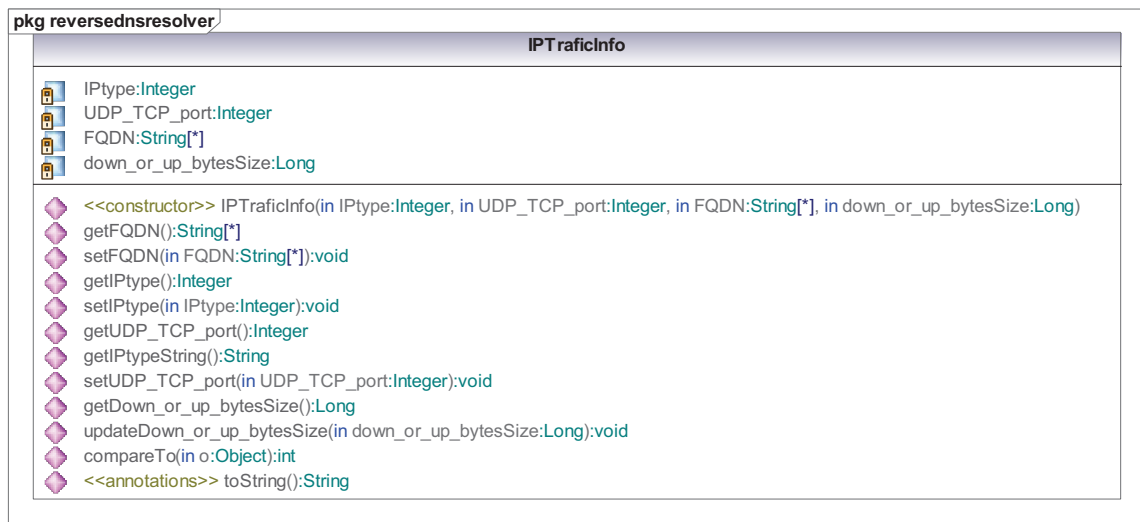 pkg reversednsresolver
IPTraficInfo
IPtype:Integer
UDP_TCP_port:Integer
FQDN:String[*]
down_or_up_bytesSize:Long
<<constructor>> IPTraficInfo(in IPtype:Integer, in UDP_TCP_port:Integer, in FQDN:String[*], in down_or_up_bytesSize:Long)
getFQDN():String[*]
setFQDN(in FQDN:String[*]):void
getIPtype():Integer
setIPtype(in IPtype:Integer):void
getUDP_TCP_port():Integer
getIPtypeString():String
setUDP_TCP_port(in UDP_TCP_port:Integer):void
getDown_or_up_bytesSize():Long
updateDown_or_up_bytesSize(in down_or_up_bytesSize:Long):void
compareTo(in o:Object):int
<<annotations>> toString():String